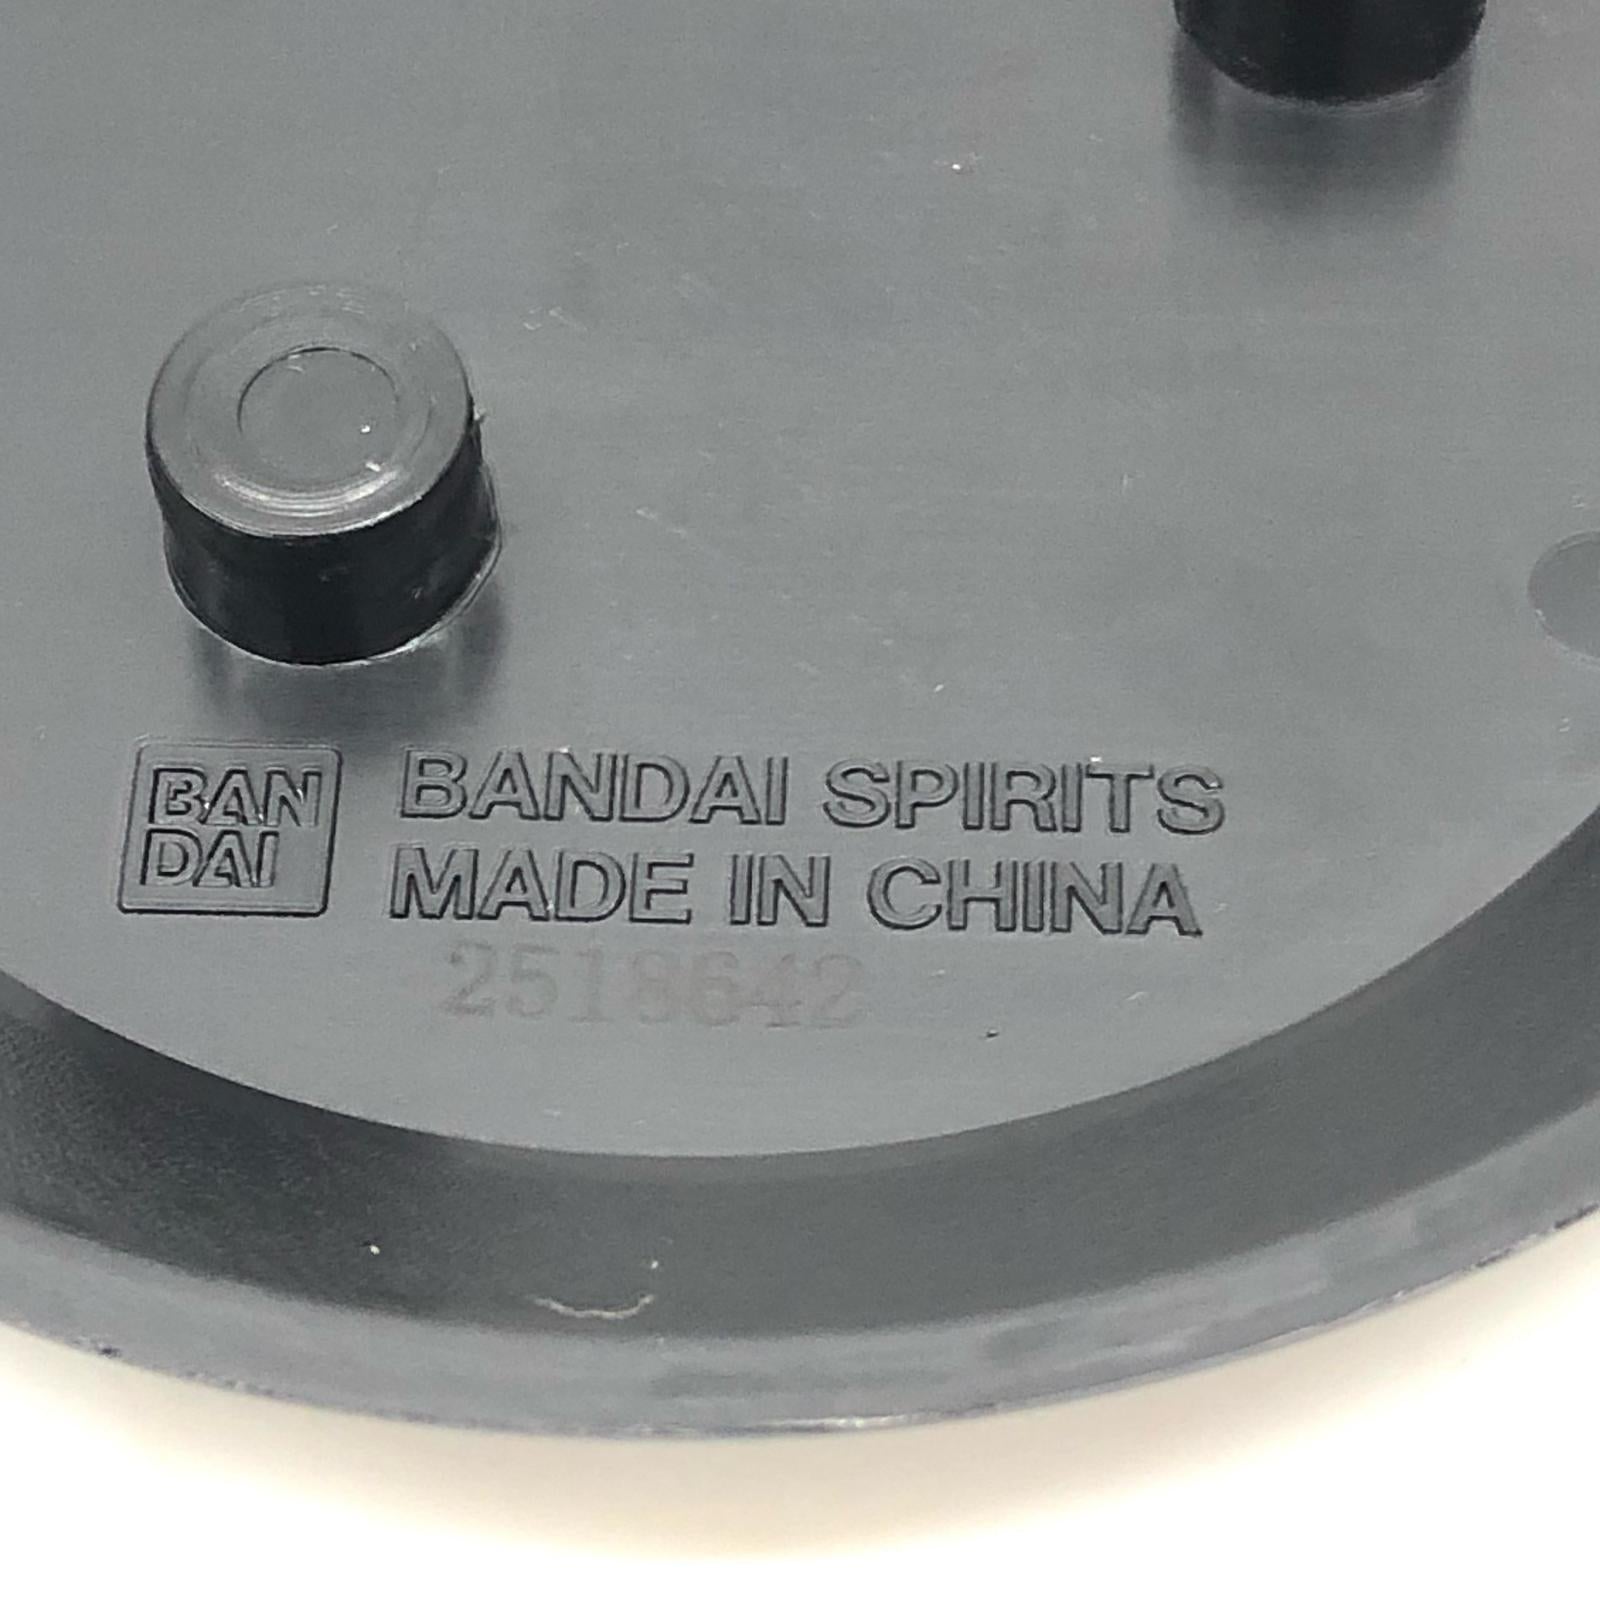 BAN
DAI
BANDAI SPIRITS
MADE IN CHINA
2518642